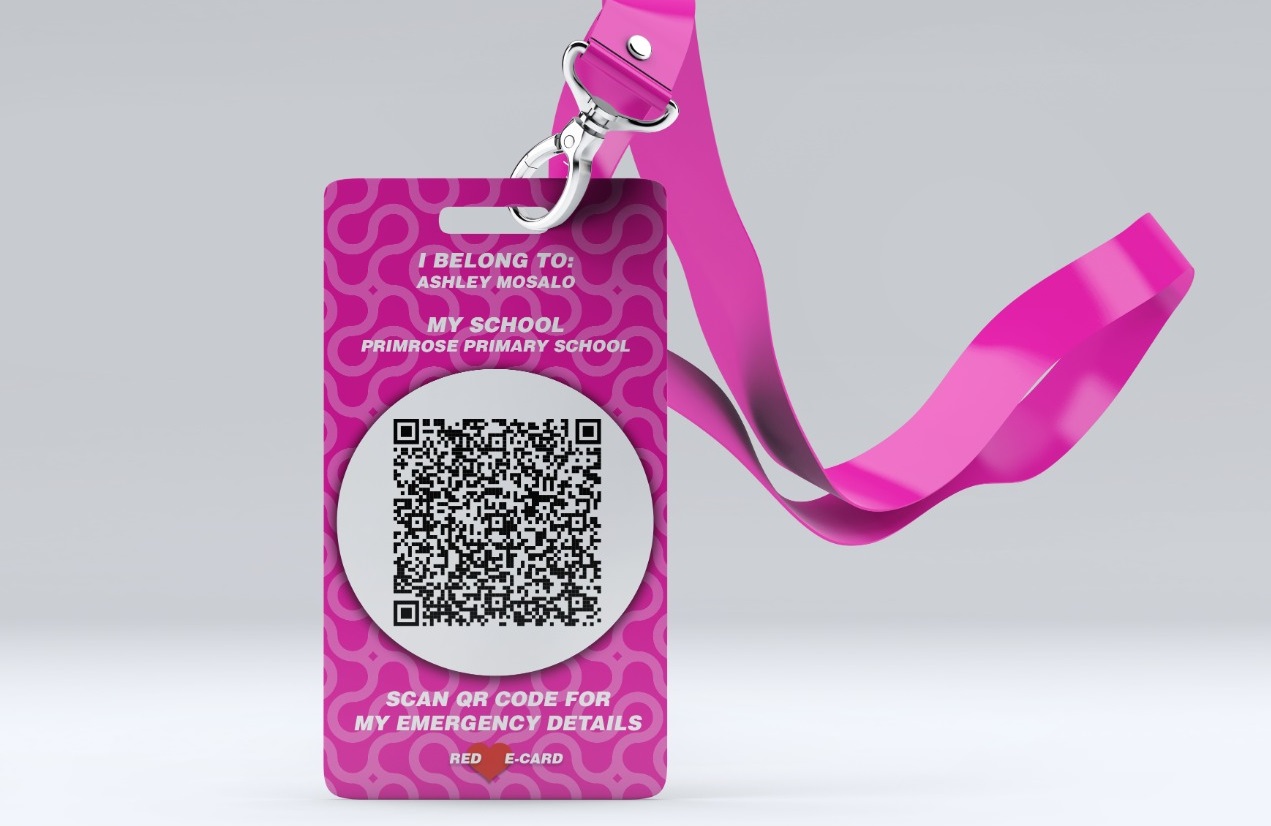 I BELONG TO:
ASHLEY MOSALO
MY SCHOOL
PRIMROSE PRIMARY SCHOOL
SCAN QR CODE FOR
MY EMERGENCY DETAILS
RED E-CARD